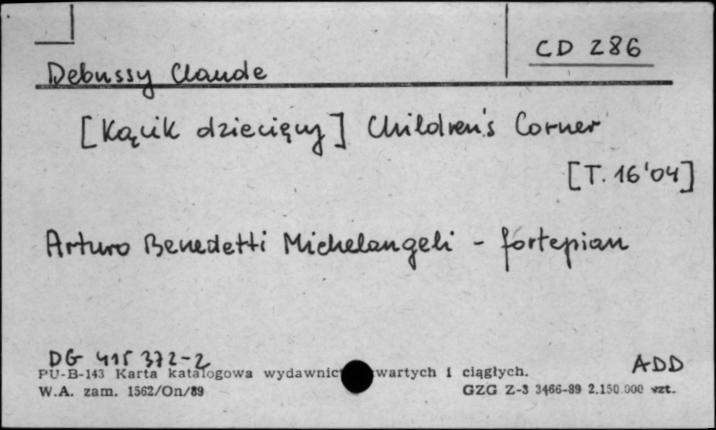 CD 286
Debussy Claude
[Kącik dziecięcy] Children's Corner
[T. 16'04]
Arturo Benedetti Michelangeli - fortepian
DG 415 372-2
ADD
PU-B-143 Karta katalogowa wydawnic wartych i ciągłych.
W.A. zam. 1562/On/89
GZG Z-3 3466-89 2.150.000 szt.